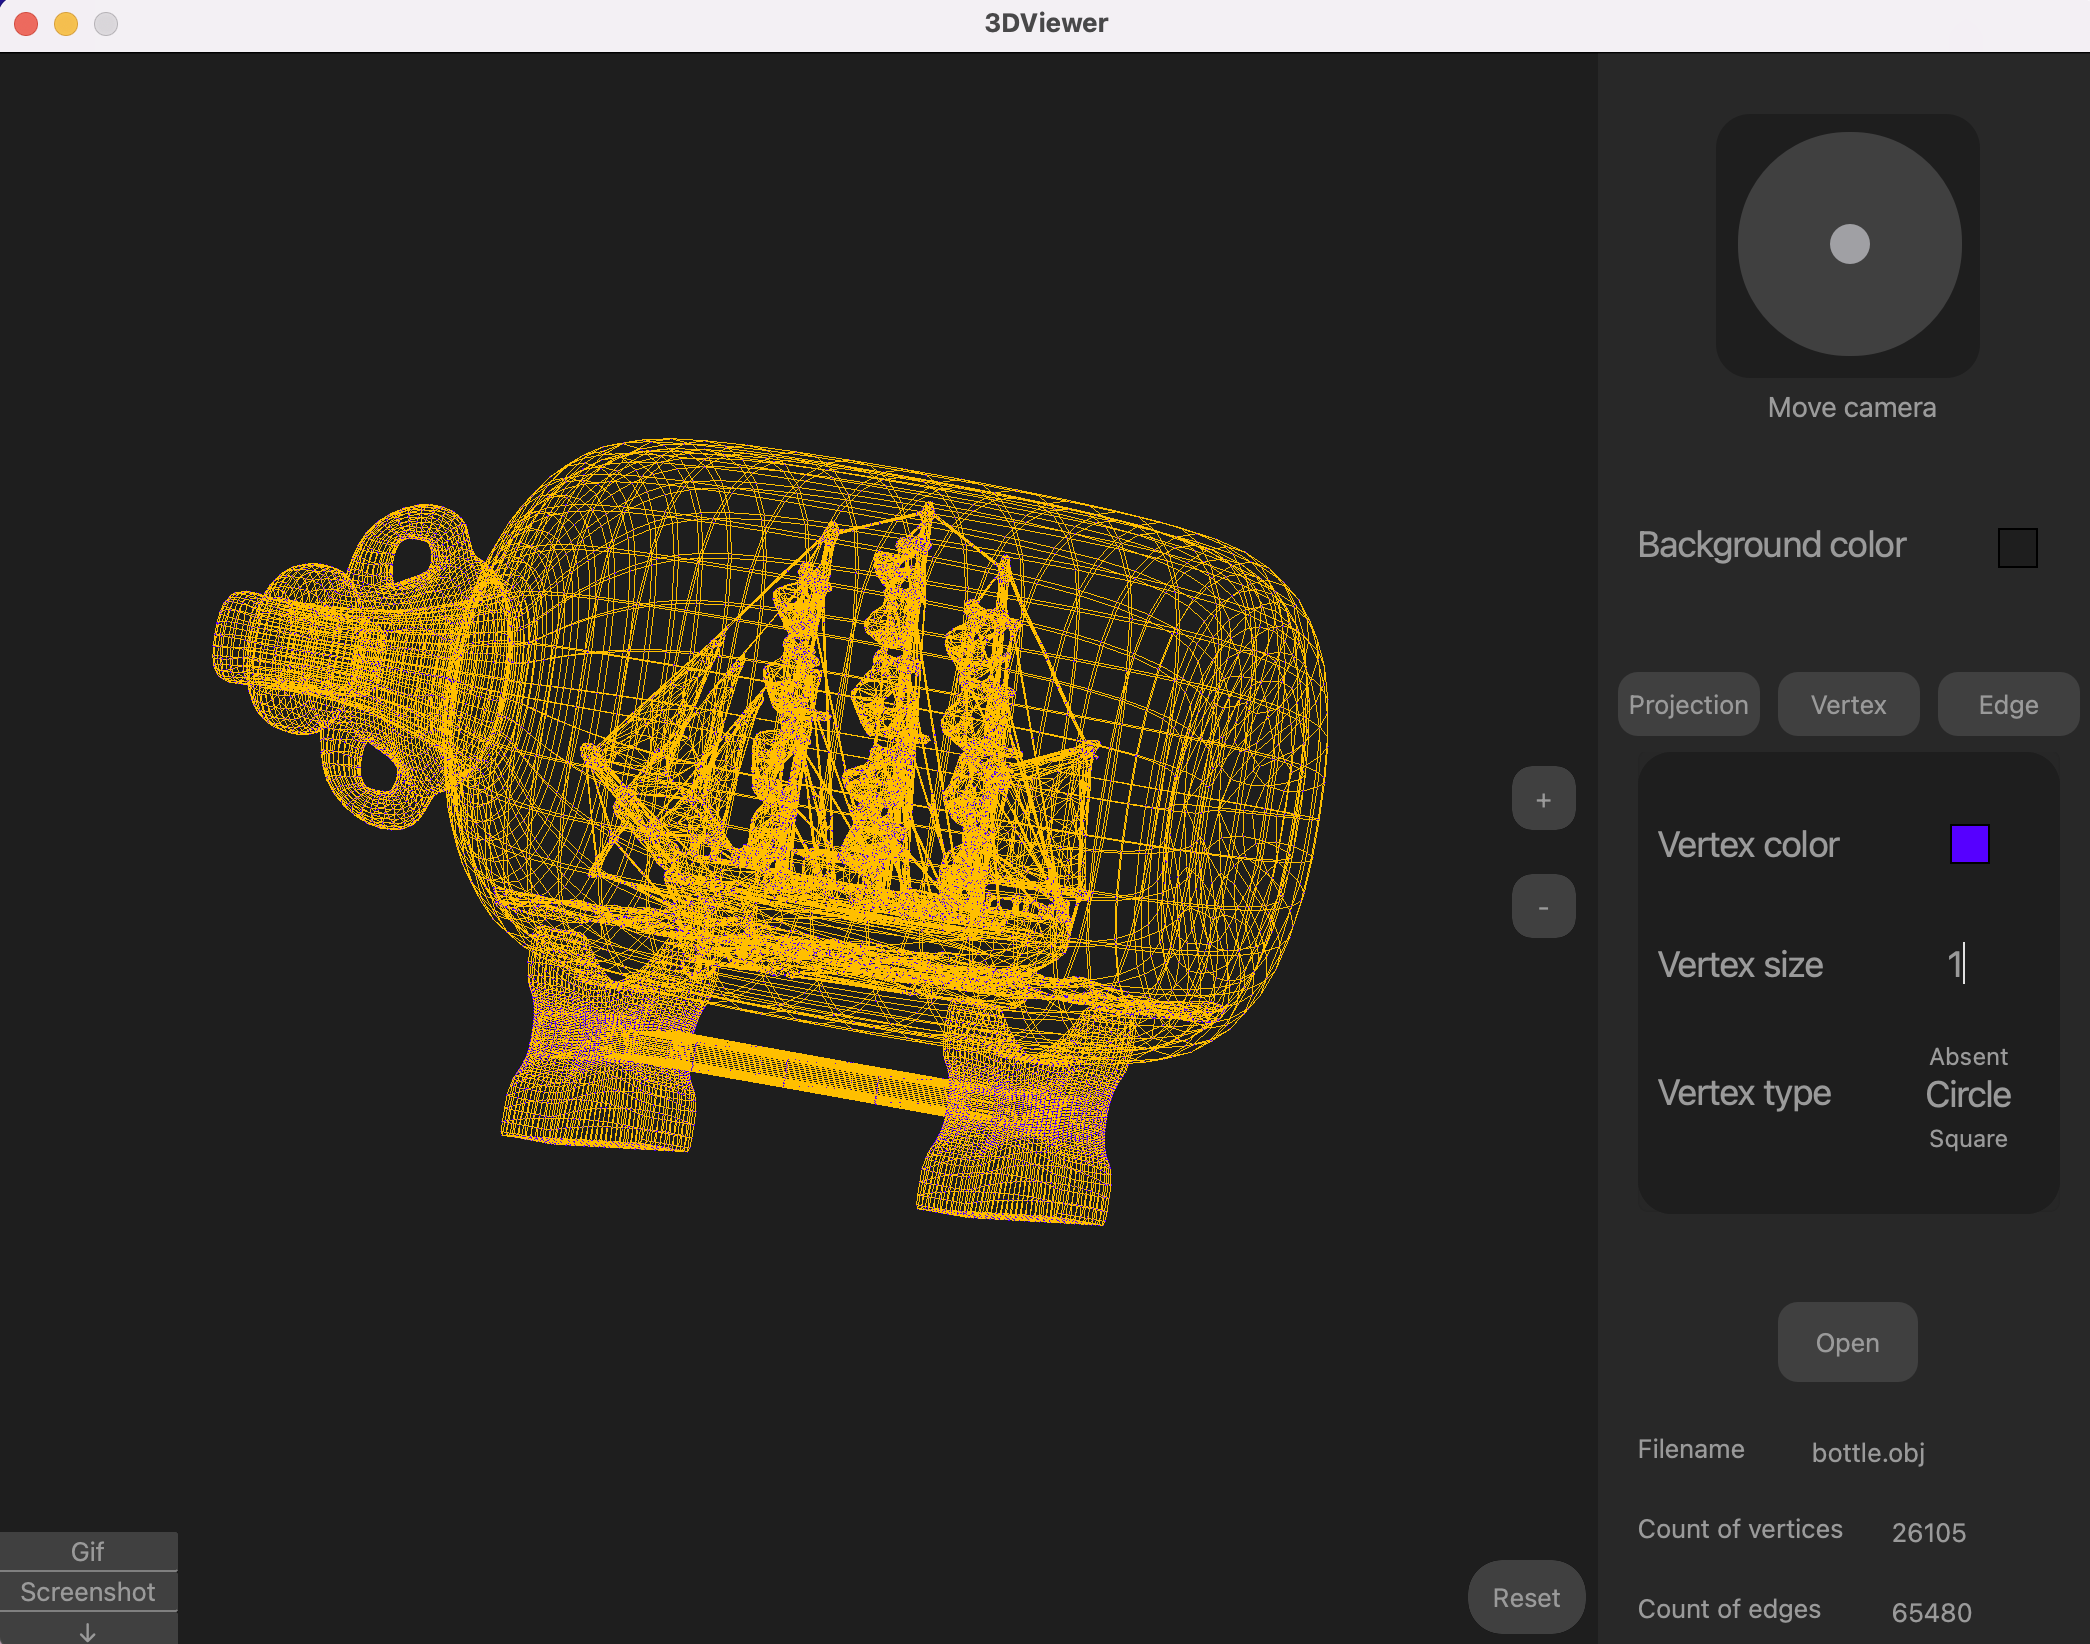 3DViewer
Move camera
Background color
Projection Vertex Edge
+
-
Vertex color
Vertex size 1
Vertex type
Absent
Circle
Square
Open
Filename bottle.obj
Count of vertices 26105
Count of edges 65480
Gif
Screenshot
↓
Reset